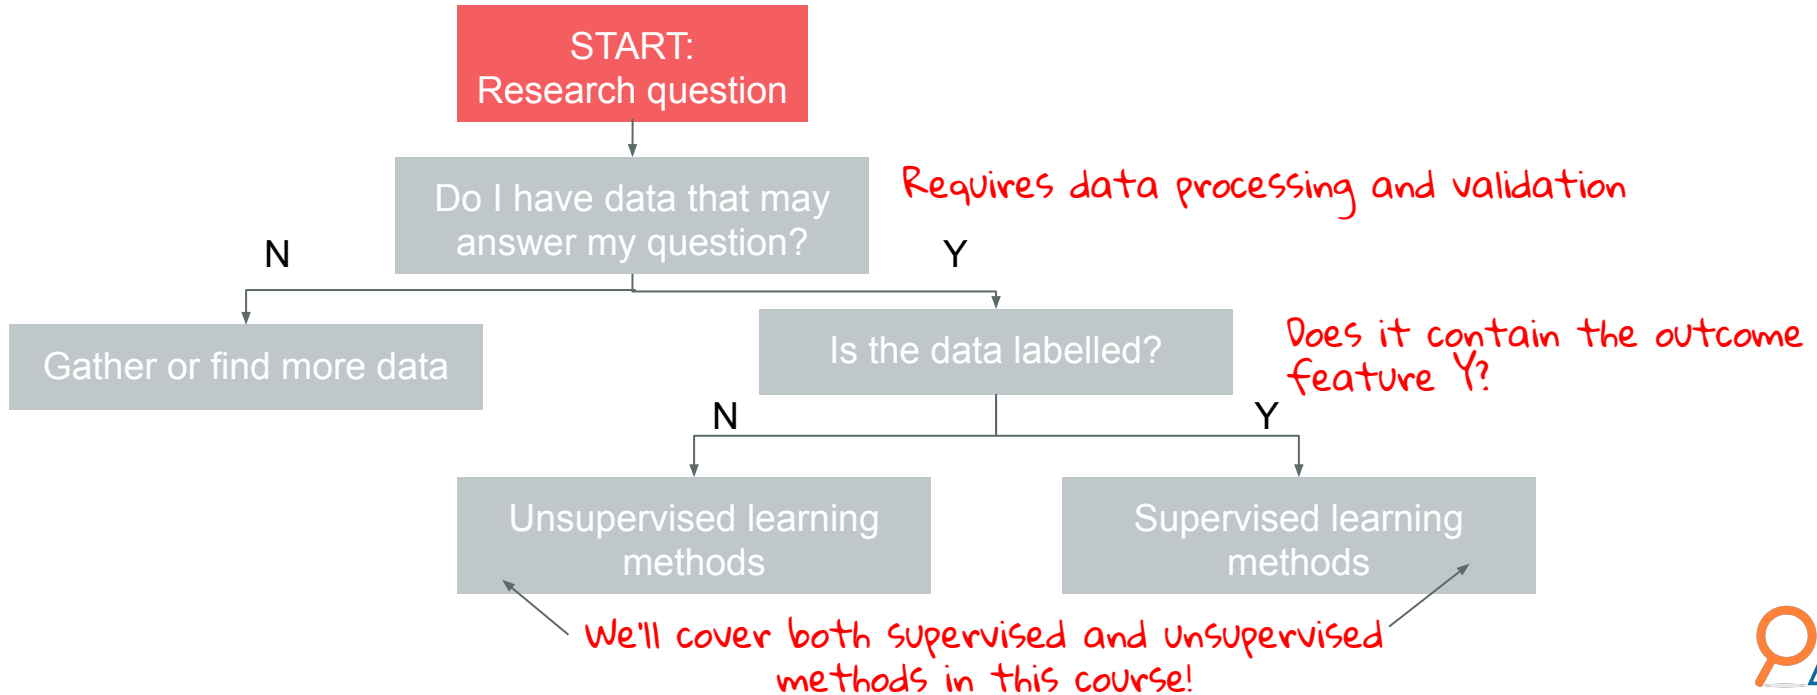 START:
Research question
Do I have data that may
answer my question?
Requires data processing and validation
N
Y
Gather or find more data
Is the data labelled?
Does it contain the outcome
feature Y?
N
Y
Unsupervised learning
methods
Supervised learning
methods
We'll cover both supervised and unsupervised
methods in this course!